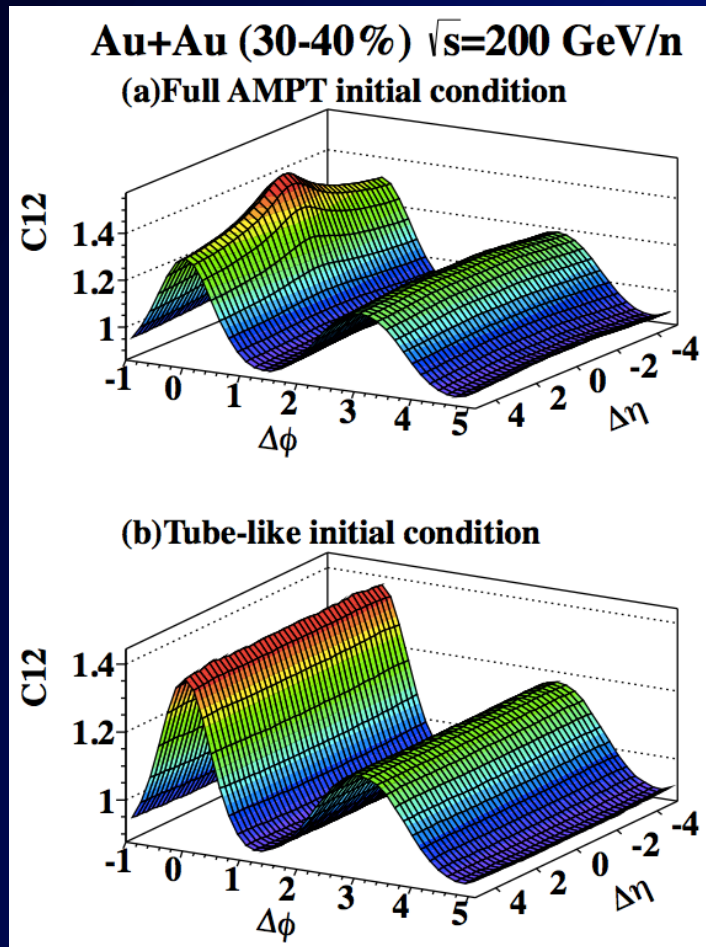 Au+Au (30-40%) √s=200 GeV/n
(a)Full AMPT initial condition
C12
1.4
1.2
1
-1 0 1 2 3 4 5
Δϕ
4 2 0 -2 -4
Δη
(b)Tube-like initial condition
C12
1.4
1.2
1
-1 0 1 2 3 4 5
Δϕ
4 2 0 -2 -4
Δη